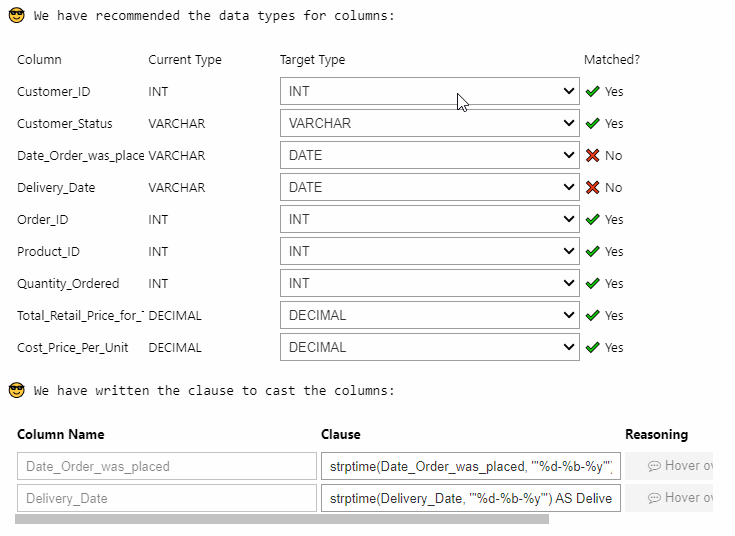 😎 We have recommended the data types for columns:
Column Current Type Target Type Matched?
Customer_ID INT INT ✔ Yes
Customer_Status VARCHAR VARCHAR ✔ Yes
Date_Order_was_place VARCHAR DATE ❌ No
Delivery_Date VARCHAR DATE ❌ No
Order_ID INT INT ✔ Yes
Product_ID INT INT ✔ Yes
Quantity_Ordered INT INT ✔ Yes
Total_Retail_Price_for_ DECIMAL DECIMAL ✔ Yes
Cost_Price_Per_Unit DECIMAL DECIMAL ✔ Yes
😎 We have written the clause to cast the columns:
Column Name Clause Reasoning
Date_Order_was_placed strptime(Date_Order_was_placed, '"%d-%b-%y"' 💬 Hover ov
Delivery_Date strptime(Delivery_Date, '"%d-%b-%y"') AS Delive 💬 Hover ov